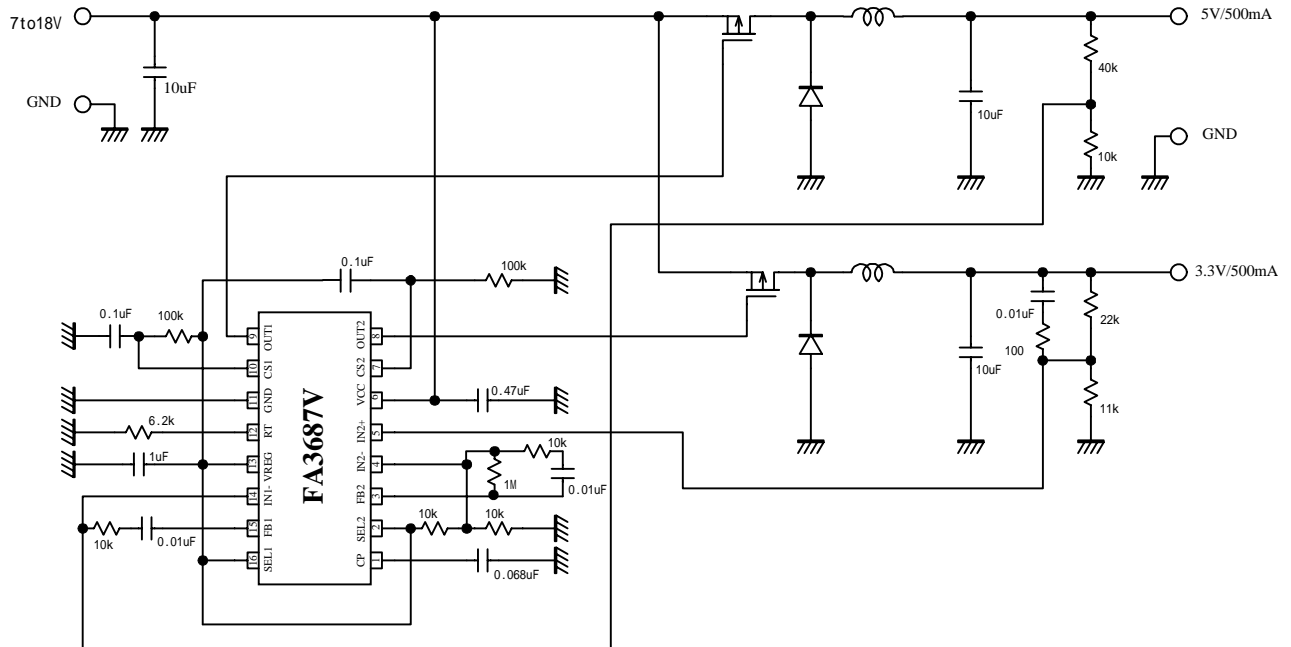 7to18V
10uF
GND
5V/500mA
40k
10uF
10k
GND
0.1uF
100k
3.3V/500mA
0.01uF
22k
100
10uF
11k
0.1uF
100k
FA3687V
9 OUT1
10 CS1
11 GND
12 RT
13 VREG
14 IN1-
15 FB1
16 SEL1
OUT2 8
CS2 7
VCC 6
IN2+ 5
IN2- 4
FB2 3
SEL2 2
CP 1
0.47uF
6.2k
1uF
10k
1M
0.01uF
10k
0.01uF
10k
10k
0.068uF